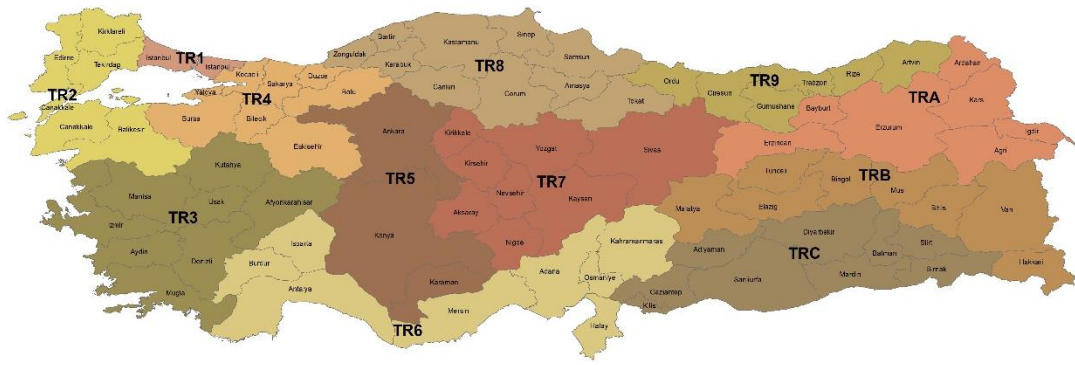 Kirklareli
Edirne
Tekirdag
TR2
Canakkale
Canakkale
Balikesir
Istanbul
TR1
Istanbul
Kocaeli
Sakarya
Duzce
Bolu
Yalova
TR4
Bursa
Bilecik
Eskisehir
Zonguldak
Bartin
Karabuk
Kastamonu
Sinop
Samsun
TR8
Cankiri
Corum
Amasya
Tokat
Ordu
Giresun
TR9
Trabzon
Rize
Artvin
Gumushane
Ardahan
TRA
Kars
Bayburt
Erzurum
Erzincan
Igdir
Agri
Kutahya
Manisa
Usak
Afyonkarahisar
TR3
Izmir
Aydin
Denizli
Mugla
Ankara
TR5
Konya
Karaman
Kirikkale
Yozgat
Sivas
Kirsehir
Nevsehir
TR7
Kayseri
Aksaray
Nigde
Isparta
Burdur
Antalya
TR6
Mersin
Adana
Kahramanmaras
Osmaniye
Hatay
Tunceli
Bingol
TRB
Mus
Malatya
Elazig
Bitlis
Van
Hakkari
Adiyaman
Diyarbakir
TRC
Batman
Siirt
Gaziantep
Sanliurfa
Mardin
Sirnak
Kilis